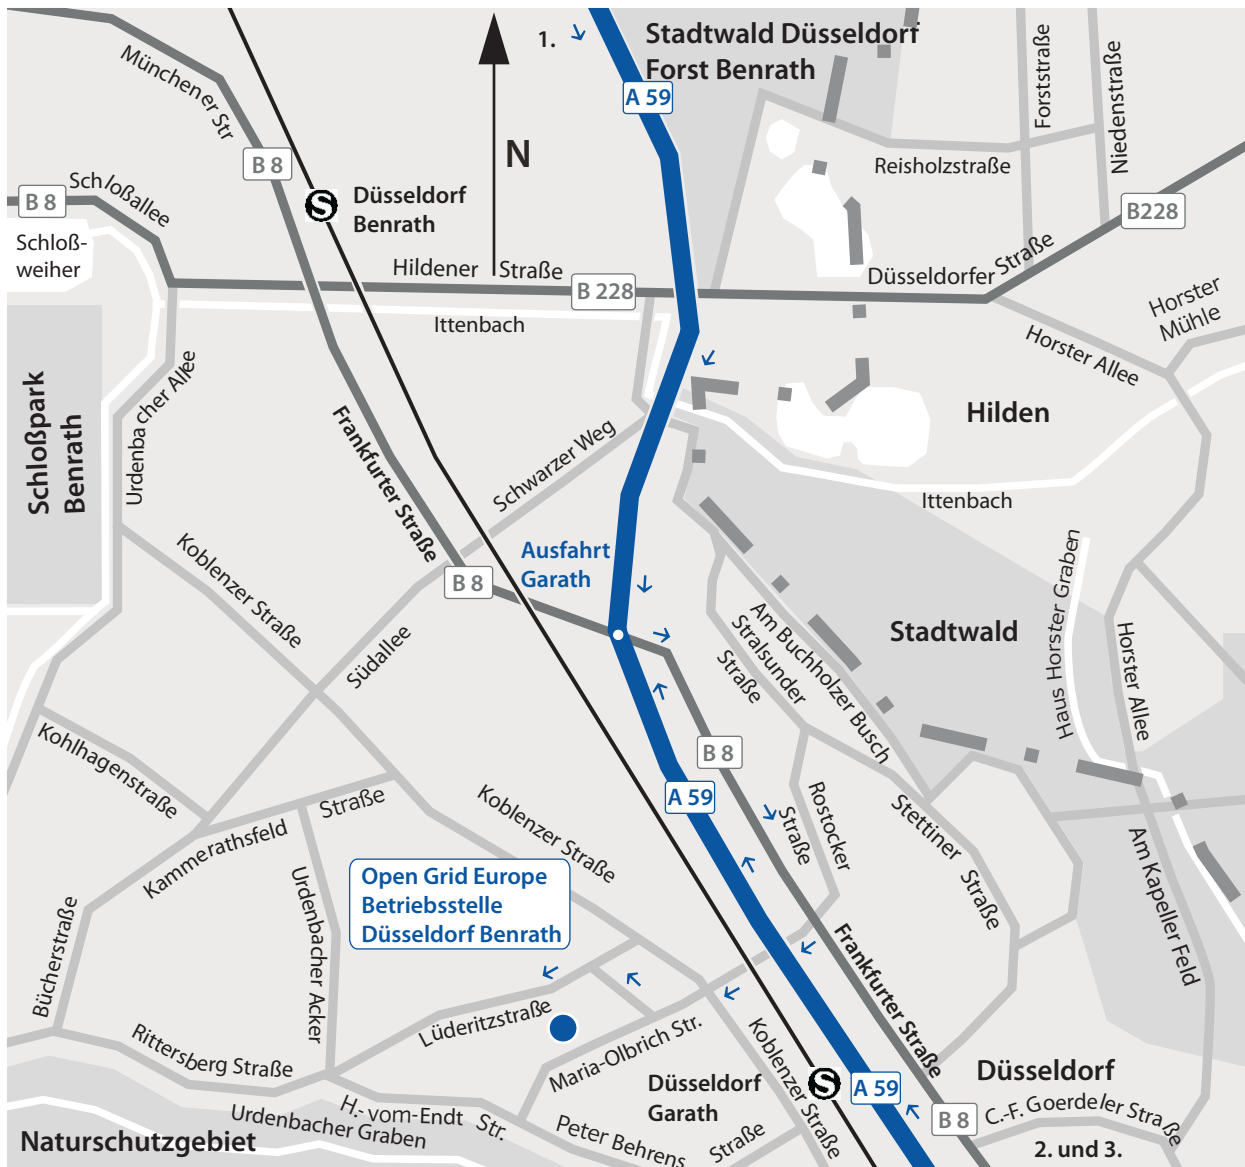 1.
Stadtwald Düsseldorf
Forst Benrath
A 59
Münchener Str
N
Forststraße
Niedenstraße
B 8
Reisholzstraße
B 8
Schloßallee
S
Düsseldorf
Benrath
B228
Schloß-
weiher
Hildener Straße
B 228
Düsseldorfer Straße
Ittenbach
Horster
Mühle
Horster Allee
Schloßpark
Benrath
Urdenbacher Allee
Frankfurter Straße
Schwarzer Weg
Hilden
Ittenbach
Koblenzer Straße
Ausfahrt
Garath
B 8
Haus Horster Graben
Südallee
Am Buchholzer Busch
Stralsunder
Straße
Stadtwald
Horster Allee
Kohlhagenstraße
B 8
A 59
Kammerathsfeld Straße
Koblenzer Straße
Rostocker
Straße
Stettiner Straße
Am Kapeller Feld
Open Grid Europe
Betriebsstelle
Düsseldorf Benrath
Urdenbacher Acker
Bücherstraße
Frankfurter Straße
Lüderitzstraße
Rittersberg Straße
Maria-Olbrich Str.
Koblenzer Straße
Düsseldorf
Garath
S
A 59
Düsseldorf
B 8
C.-F. Goerdeler Straße
H.-vom-Endt Str.
Urdenbacher Graben
Peter Behrens Straße
Naturschutzgebiet
2. und 3.